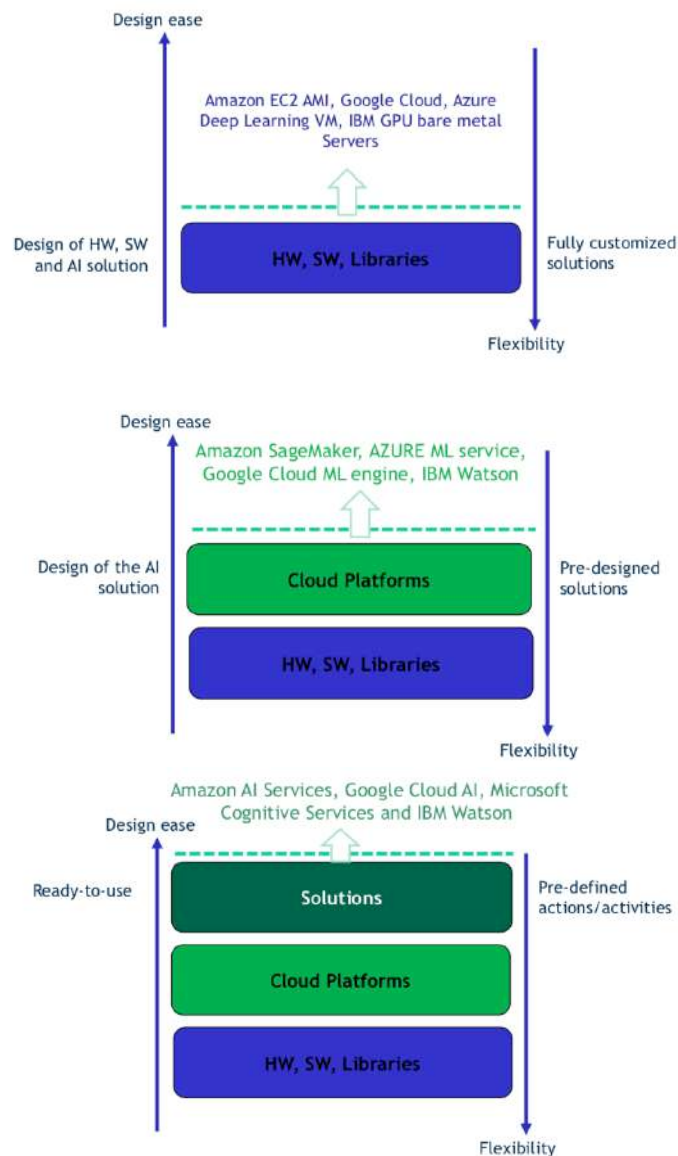 Design ease
Amazon EC2 AMI, Google Cloud, Azure
Deep Learning VM, IBM GPU bare metal
Servers
Design of HW, SW
and AI solution
HW, SW, Libraries
Fully customized
solutions
Flexibility
Design ease
Amazon SageMaker, AZURE ML service,
Google Cloud ML engine, IBM Watson
Design of the AI
solution
Cloud Platforms
Pre-designed
solutions
HW, SW, Libraries
Flexibility
Amazon AI Services, Google Cloud AI, Microsoft
Cognitive Services and IBM Watson
Design ease
Ready-to-use
Solutions
Pre-defined
actions/activities
Cloud Platforms
HW, SW, Libraries
Flexibility